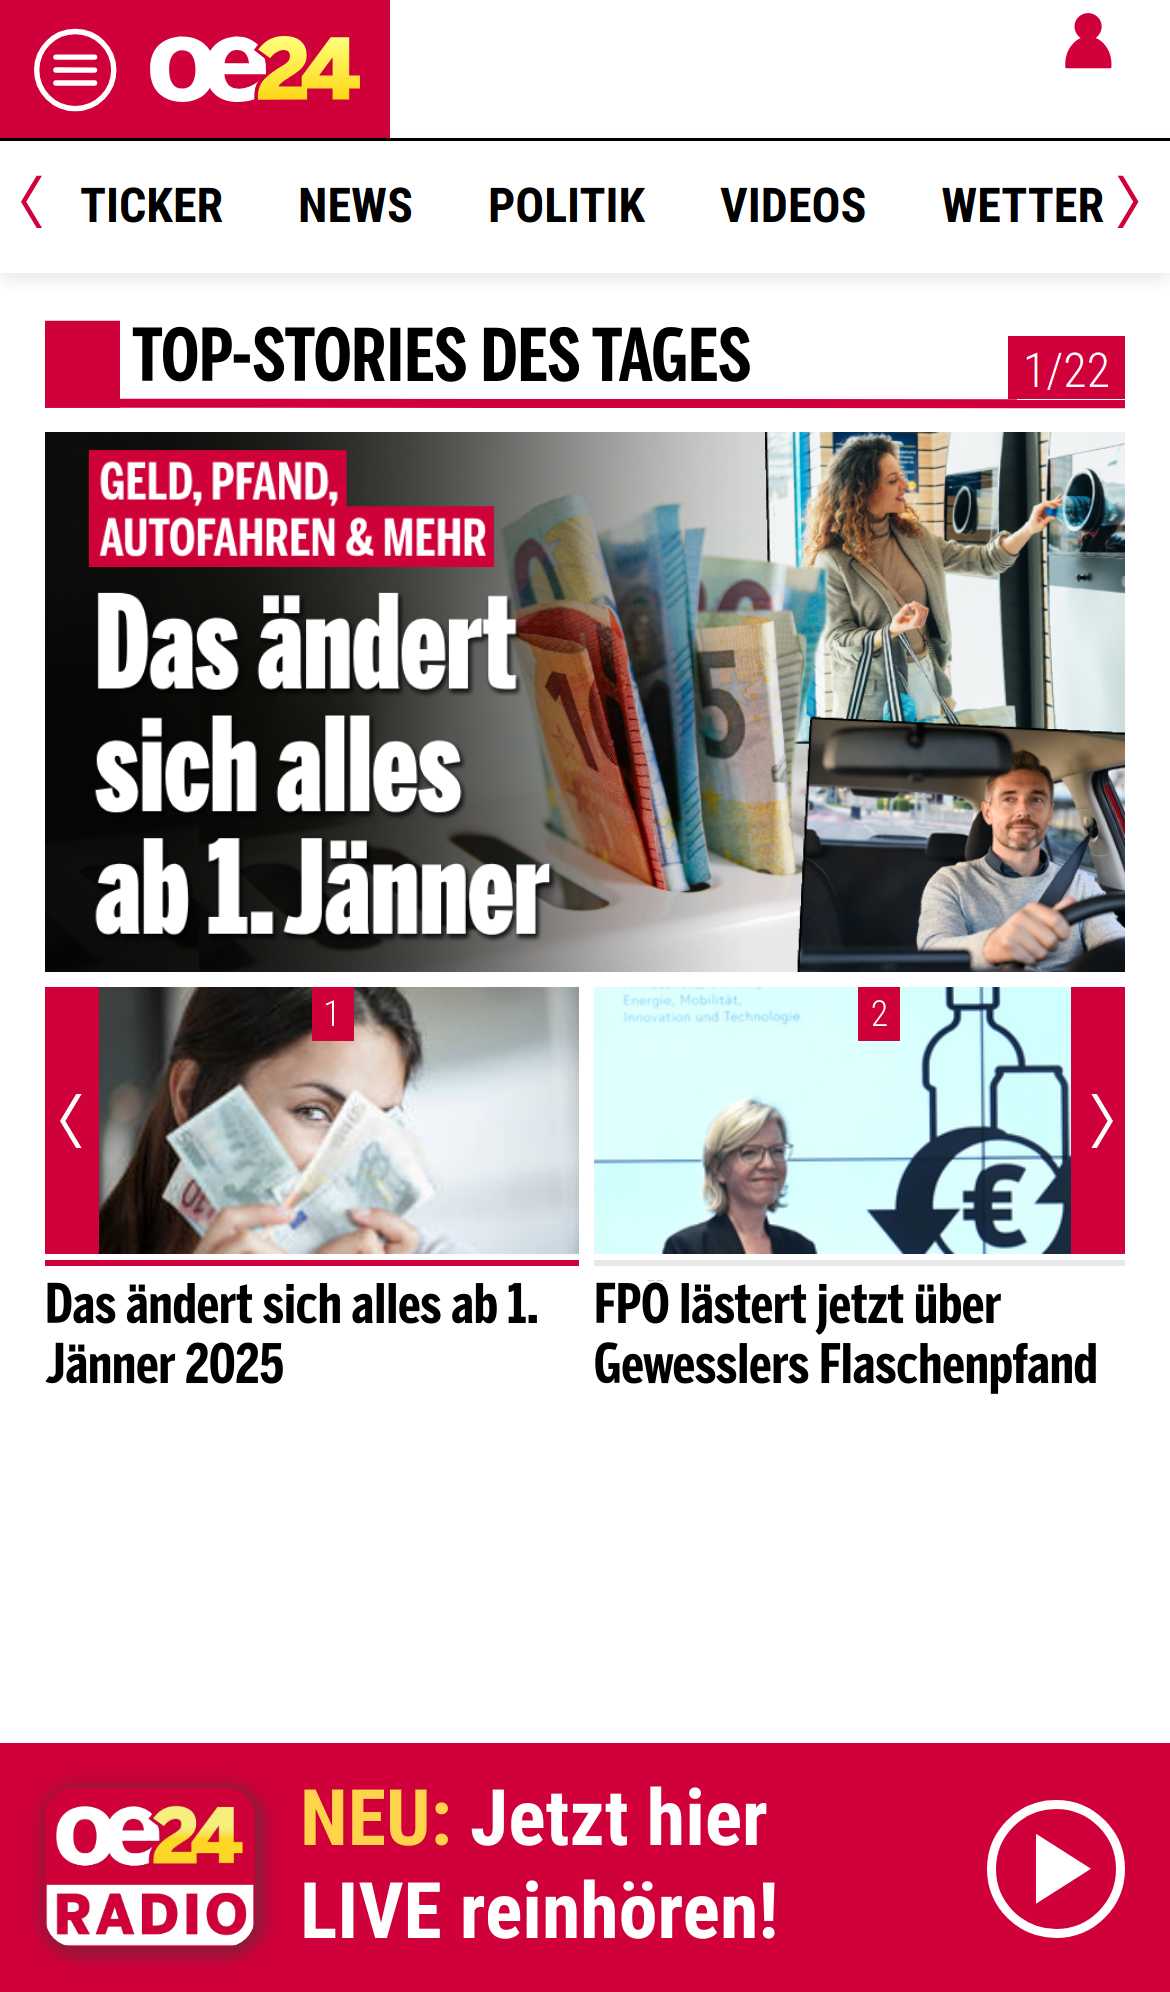 oe24
TICKER NEWS POLITIK VIDEOS WETTER
TOP-STORIES DES TAGES
1/22
GELD, PFAND,
AUTOFAHREN & MEHR
Das ändert
sich alles
ab 1. Jänner
1
Energie, Mobilität,
Innovation und Technologie
2
Das ändert sich alles ab 1.
Jänner 2025
FPÖ lästert jetzt über
Gewesslers Flaschenpfand
oe24
RADIO
NEU: Jetzt hier
LIVE reinhören!